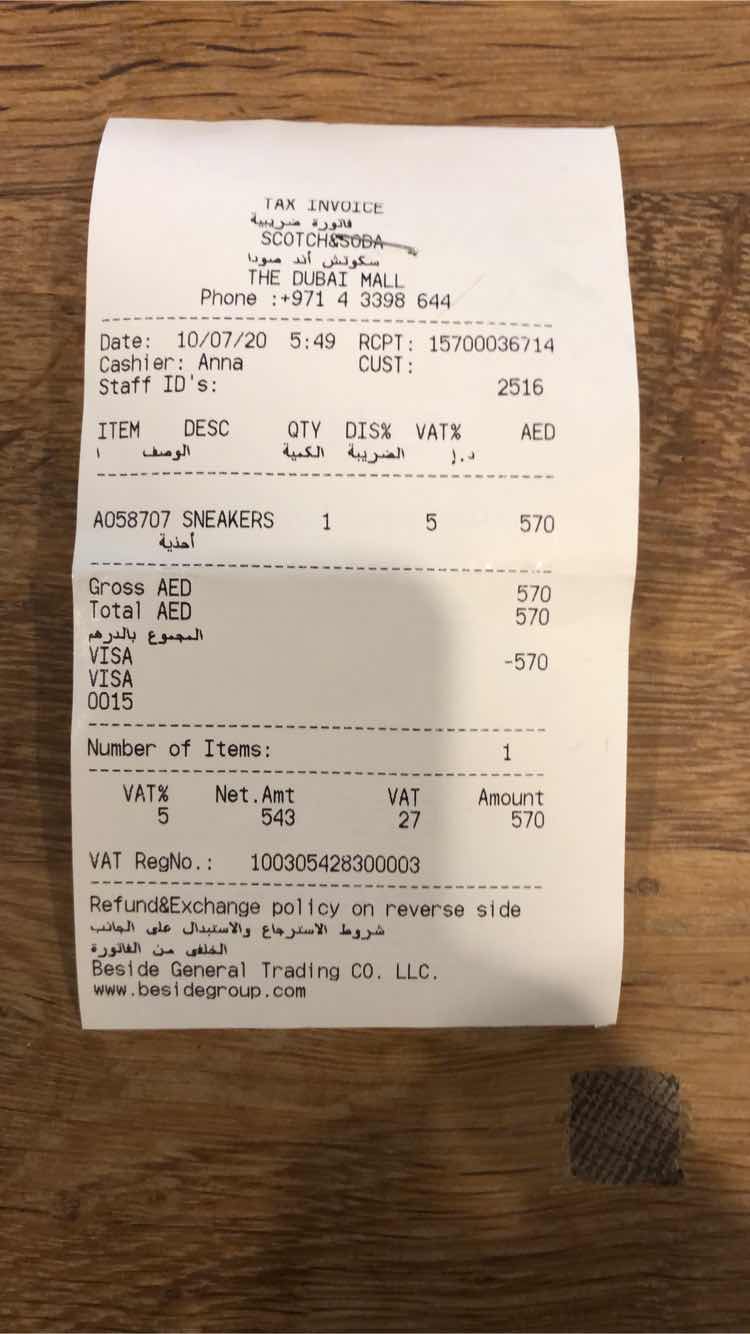 TAX INVOICE
فاتورة ضريبية
SCOTCH&SODA
سكوتش أند صودا
THE DUBAI MALL
Phone :+971 4 3398 644
Date: 10/07/20 5:49 RCPT: 15700036714
Cashier: Anna CUST:
Staff ID's: 2516
ITEM DESC QTY DIS% VAT% AED
ا الوصف الكمية الضريبة د.إ
A058707 SNEAKERS 1 5 570
أحذية
Gross AED 570
Total AED 570
المجموع بالدرهم
VISA -570
VISA
0015
Number of Items: 1
VAT% Net.Amt VAT Amount
5 543 27 570
VAT RegNo.: 100305428300003
Refund&Exchange policy on reverse side
شروط الاسترجاع والاستبدال على الجانب
الخلفي من الفاتورة
Beside General Trading CO. LLC.
www.besidegroup.com